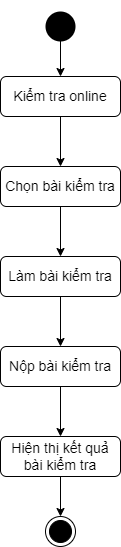 Kiểm tra online
Chọn bài kiểm tra
Làm bài kiểm tra
Nộp bài kiểm tra
Hiện thị kết quả
bài kiểm tra